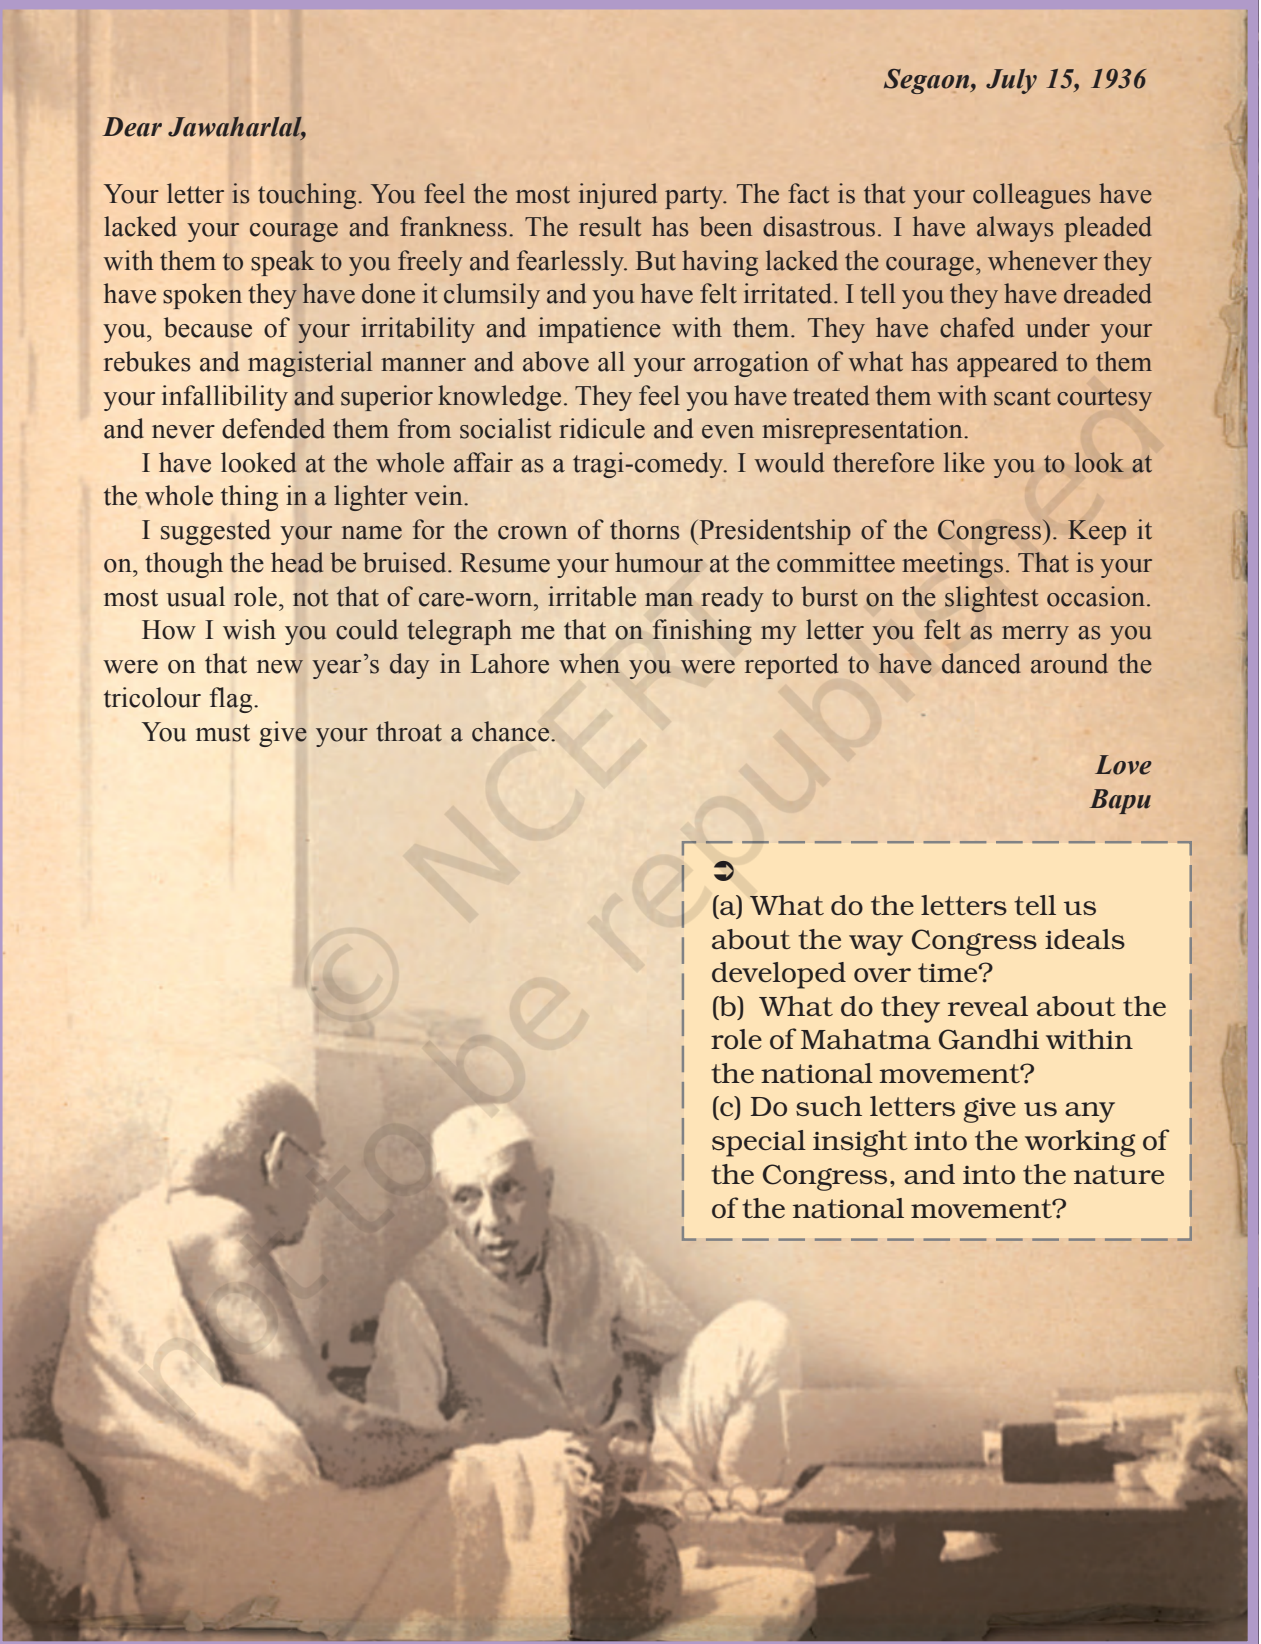 Segaon, July 15, 1936
Dear Jawaharlal,
Your letter is touching. You feel the most injured party. The fact is that your colleagues have
lacked your courage and frankness. The result has been disastrous. I have always pleaded
with them to speak to you freely and fearlessly. But having lacked the courage, whenever they
have spoken they have done it clumsily and you have felt irritated. I tell you they have dreaded
you, because of your irritability and impatience with them. They have chafed under your
rebukes and magisterial manner and above all your arrogation of what has appeared to them
your infallibility and superior knowledge. They feel you have treated them with scant courtesy
and never defended them from socialist ridicule and even misrepresentation.
I have looked at the whole affair as a tragi-comedy. I would therefore like you to look at
the whole thing in a lighter vein.
I suggested your name for the crown of thorns (Presidentship of the Congress). Keep it
on, though the head be bruised. Resume your humour at the committee meetings. That is your
most usual role, not that of care-worn, irritable man ready to burst on the slightest occasion.
How I wish you could telegraph me that on finishing my letter you felt as merry as you
were on that new year’s day in Lahore when you were reported to have danced around the
tricolour flag.
You must give your throat a chance.
Love
Bapu
➲
(a) What do the letters tell us
about the way Congress ideals
developed over time?
(b) What do they reveal about the
role of Mahatma Gandhi within
the national movement?
(c) Do such letters give us any
special insight into the working of
the Congress, and into the nature
of the national movement?
© NCERT
not to be republished